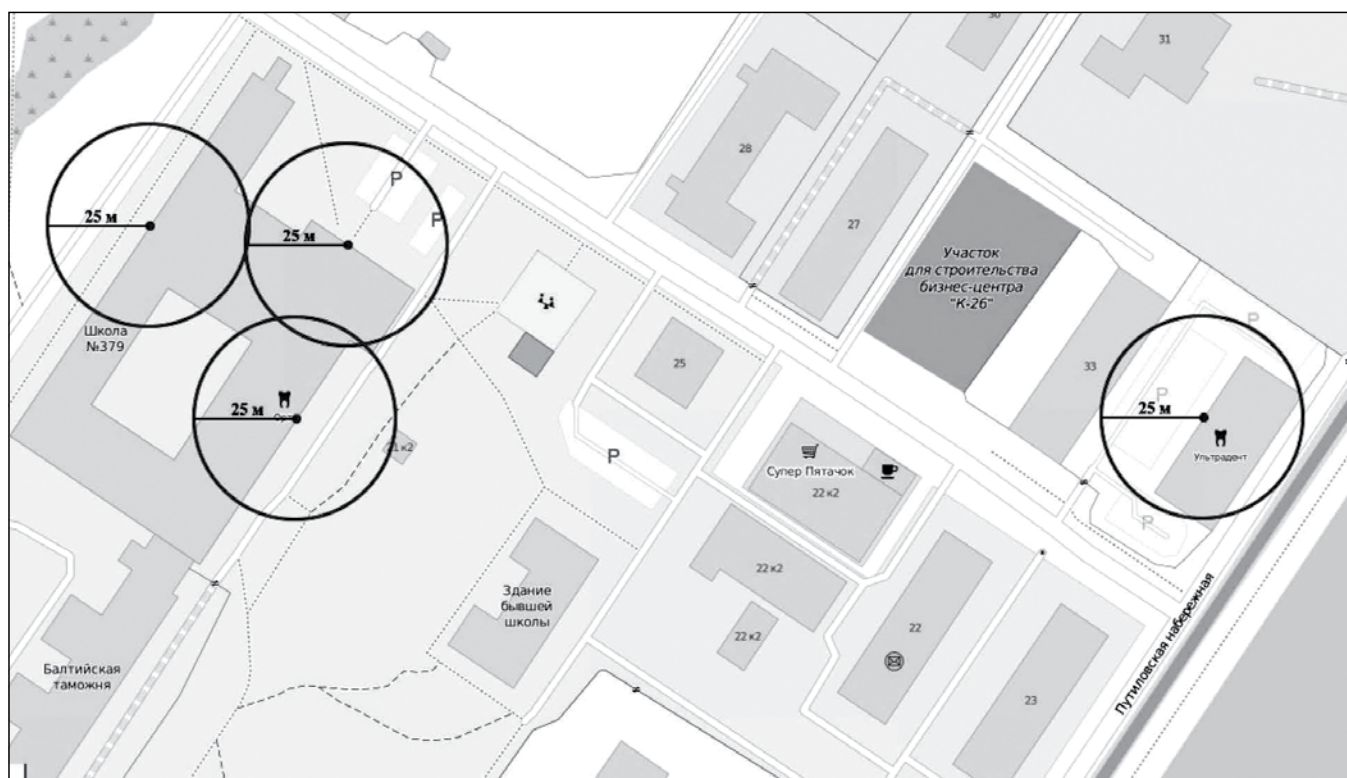 30
31
28
27
25 м
25 м
25 м
25 м
P
P
Школа
№379
Участок
для строительства
бизнес-центра
"К-26"
25
33
P
P
P
P
Супер Пятачок
22 к2
Ультрадент
22 к2
22 к2
22
23
Здание
бывшей
школы
Балтийская
таможня
Путиловская набережная